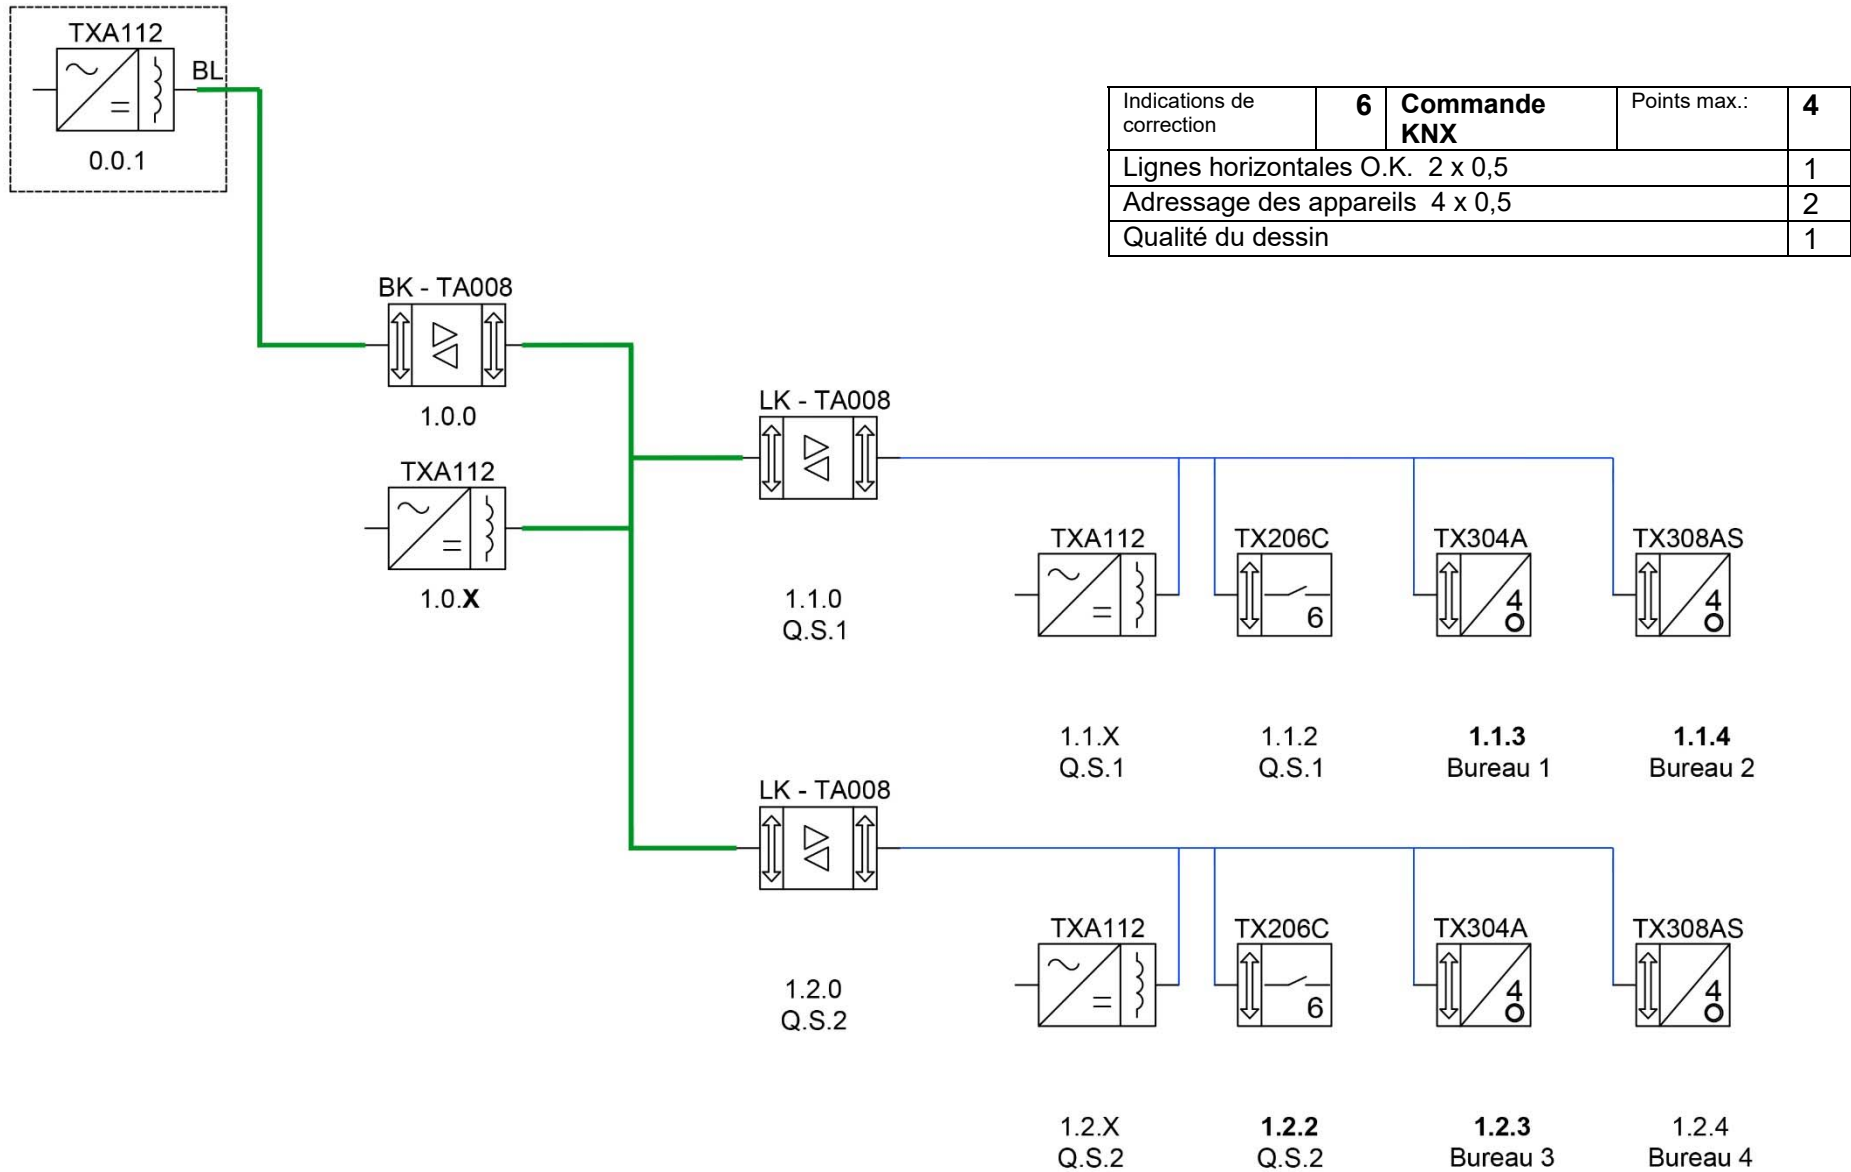 TXA112
BL
0.0.1
Indications de correction 6 Commande KNX Points max.: 4
Lignes horizontales O.K. 2 x 0,5 1
Adressage des appareils 4 x 0,5 2
Qualité du dessin 1
BK - TA008
1.0.0
TXA112
1.0.X
LK - TA008
1.1.0
Q.S.1
TXA112
TX206C
TX304A
TX308AS
6
4
4
1.1.X
Q.S.1
1.1.2
Q.S.1
1.1.3
Bureau 1
1.1.4
Bureau 2
LK - TA008
1.2.0
Q.S.2
TXA112
TX206C
TX304A
TX308AS
6
4
4
1.2.X
Q.S.2
1.2.2
Q.S.2
1.2.3
Bureau 3
1.2.4
Bureau 4